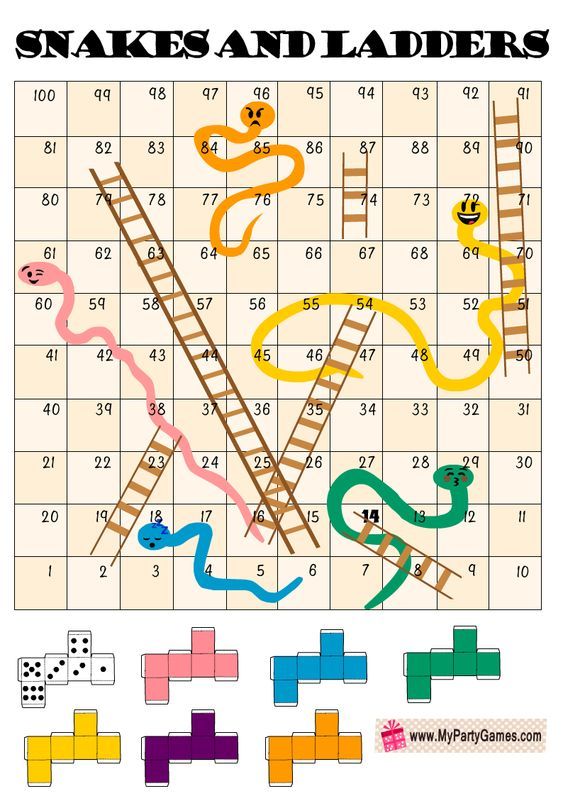 SNAKES AND LADDERS
100 99 98 97 96 95 94 93 92 91
81 82 83 84 85 86 87 88 89 90
80 79 78 77 76 75 74 73 72 71
61 62 63 64 65 66 67 68 69 70
60 59 58 57 56 55 54 53 52 51
41 42 43 44 45 46 47 48 49 50
40 39 38 37 36 35 34 33 32 31
21 22 23 24 25 26 27 28 29 30
20 19 18 17 16 15 14 13 12 11
1 2 3 4 5 6 7 8 9 10
www.MyPartyGames.com